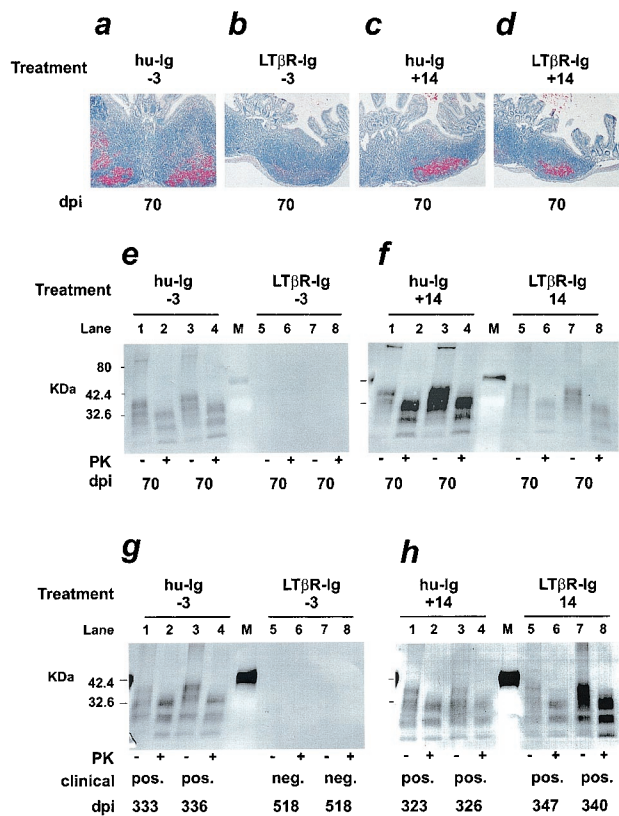 a b c d
Treatment hu-Ig LTβR-Ig hu-Ig LTβR-Ig
-3 -3 +14 +14
dpi 70 70 70 70
e f
Treatment hu-Ig LTβR-Ig hu-Ig LTβR-Ig
-3 -3 +14 14
Lane 1 2 3 4 M 5 6 7 8 1 2 3 4 M 5 6 7 8
80
KDa
42.4
32.6
PK - + - + - + - + - + - + - + - +
dpi 70 70 70 70 70 70 70 70
g h
Treatment hu-Ig LTβR-Ig hu-Ig LTβR-Ig
-3 -3 +14 14
Lane 1 2 3 4 M 5 6 7 8 1 2 3 4 M 5 6 7 8
KDa 42.4
32.6
PK - + - + - + - + - + - + - + - +
clinical pos. pos. neg. neg. pos. pos. pos. pos.
dpi 333 336 518 518 323 326 347 340